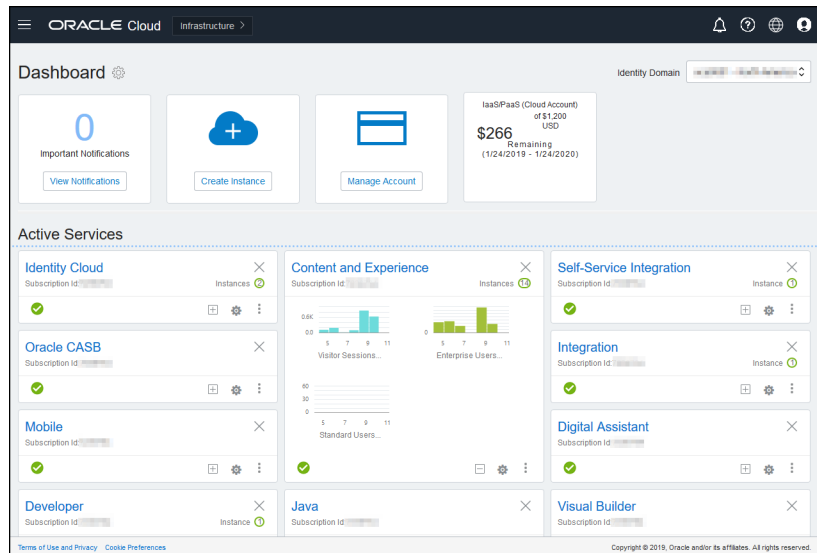 ORACLE Cloud Infrastructure >
Dashboard
Identity Domain
0
Important Notifications
View Notifications
Create Instance
Manage Account
IaaS/PaaS (Cloud Account)
of $1,200
USD
$266
Remaining
(1/24/2019 - 1/24/2020)
Active Services
Identity Cloud
Subscription Id:
Instances 2
Content and Experience
Subscription Id:
Instances 14
0.6K
0.0
5 7 9 11
Visitor Sessions...
0
5 7 9 11
Enterprise Users...
60
30
0
5 7 9 11
Standard Users...
Self-Service Integration
Subscription Id:
Instance 1
Oracle CASB
Subscription Id:
Integration
Subscription Id:
Instance 1
Mobile
Subscription Id:
Digital Assistant
Subscription Id:
Developer
Subscription Id:
Instance 1
Java
Subscription Id:
Visual Builder
Subscription Id:
Terms of Use and Privacy Cookie Preferences
Copyright © 2019, Oracle and/or its affiliates. All rights reserved.